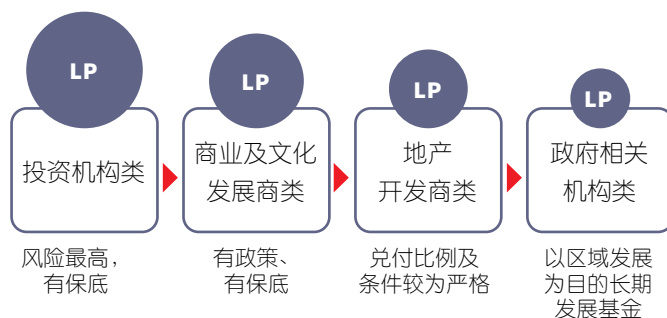 LP
LP
LP
LP
投资机构类
商业及文化
发展商类
地产
开发商类
政府相关
机构类
风险最高，
有保底
有政策、
有保底
兑付比例及
条件较为严格
以区域发展
为目的长期
发展基金